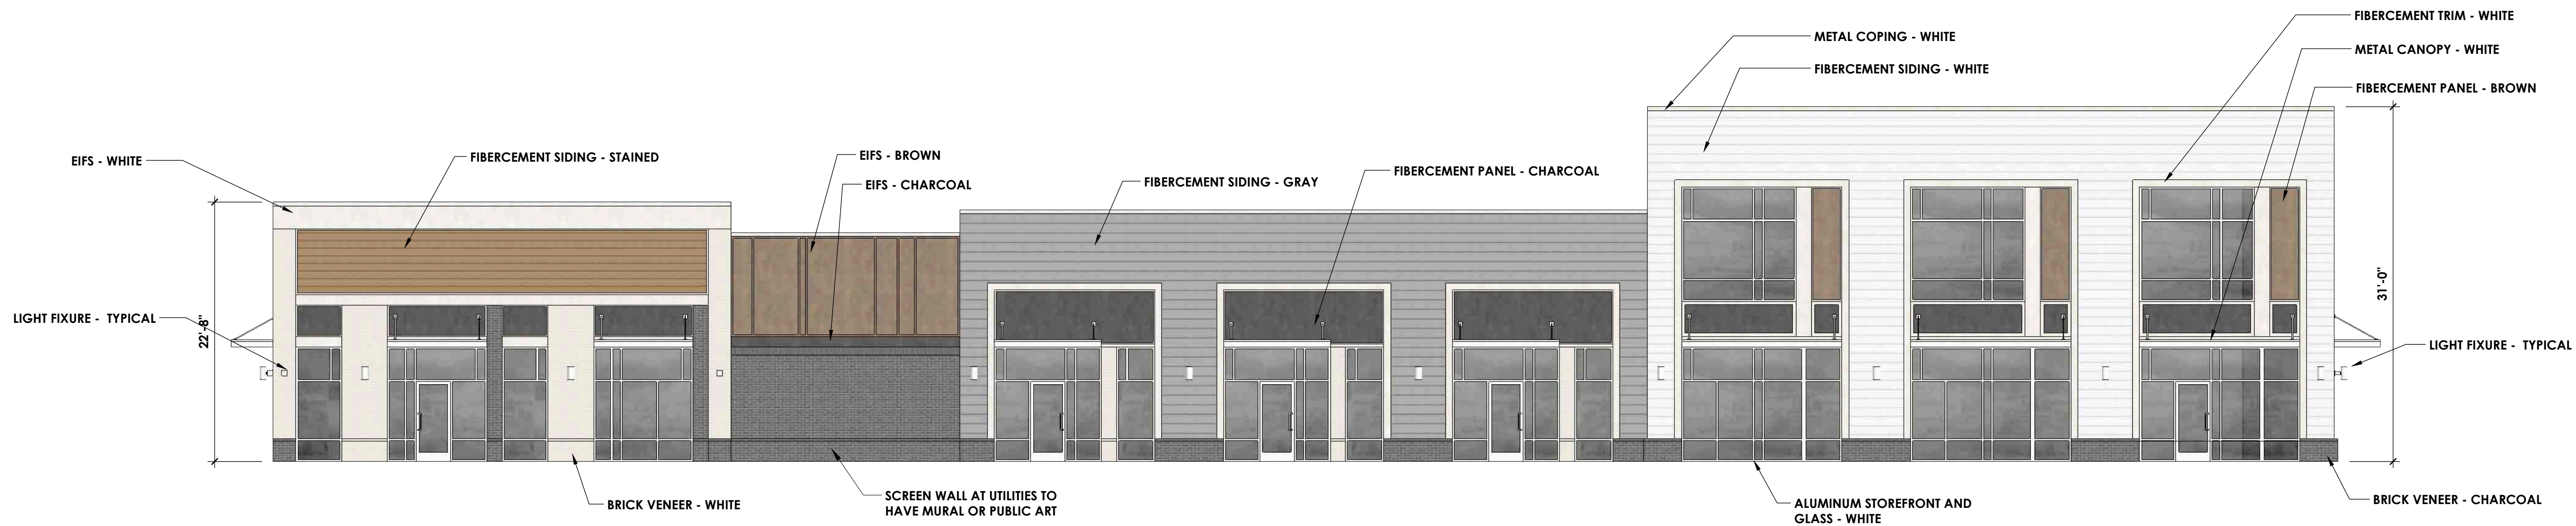 FIBERCEMENT TRIM - WHITE
METAL COPING - WHITE
METAL CANOPY - WHITE
FIBERCEMENT SIDING - WHITE
FIBERCEMENT PANEL - BROWN
EIFS - WHITE
FIBERCEMENT SIDING - STAINED
EIFS - BROWN
EIFS - CHARCOAL
FIBERCEMENT SIDING - GRAY
FIBERCEMENT PANEL - CHARCOAL
31'-0"
LIGHT FIXTURE - TYPICAL
22'-8"
LIGHT FIXTURE - TYPICAL
BRICK VENEER - WHITE
SCREEN WALL AT UTILITIES TO
HAVE MURAL OR PUBLIC ART
ALUMINUM STOREFRONT AND
GLASS - WHITE
BRICK VENEER - CHARCOAL